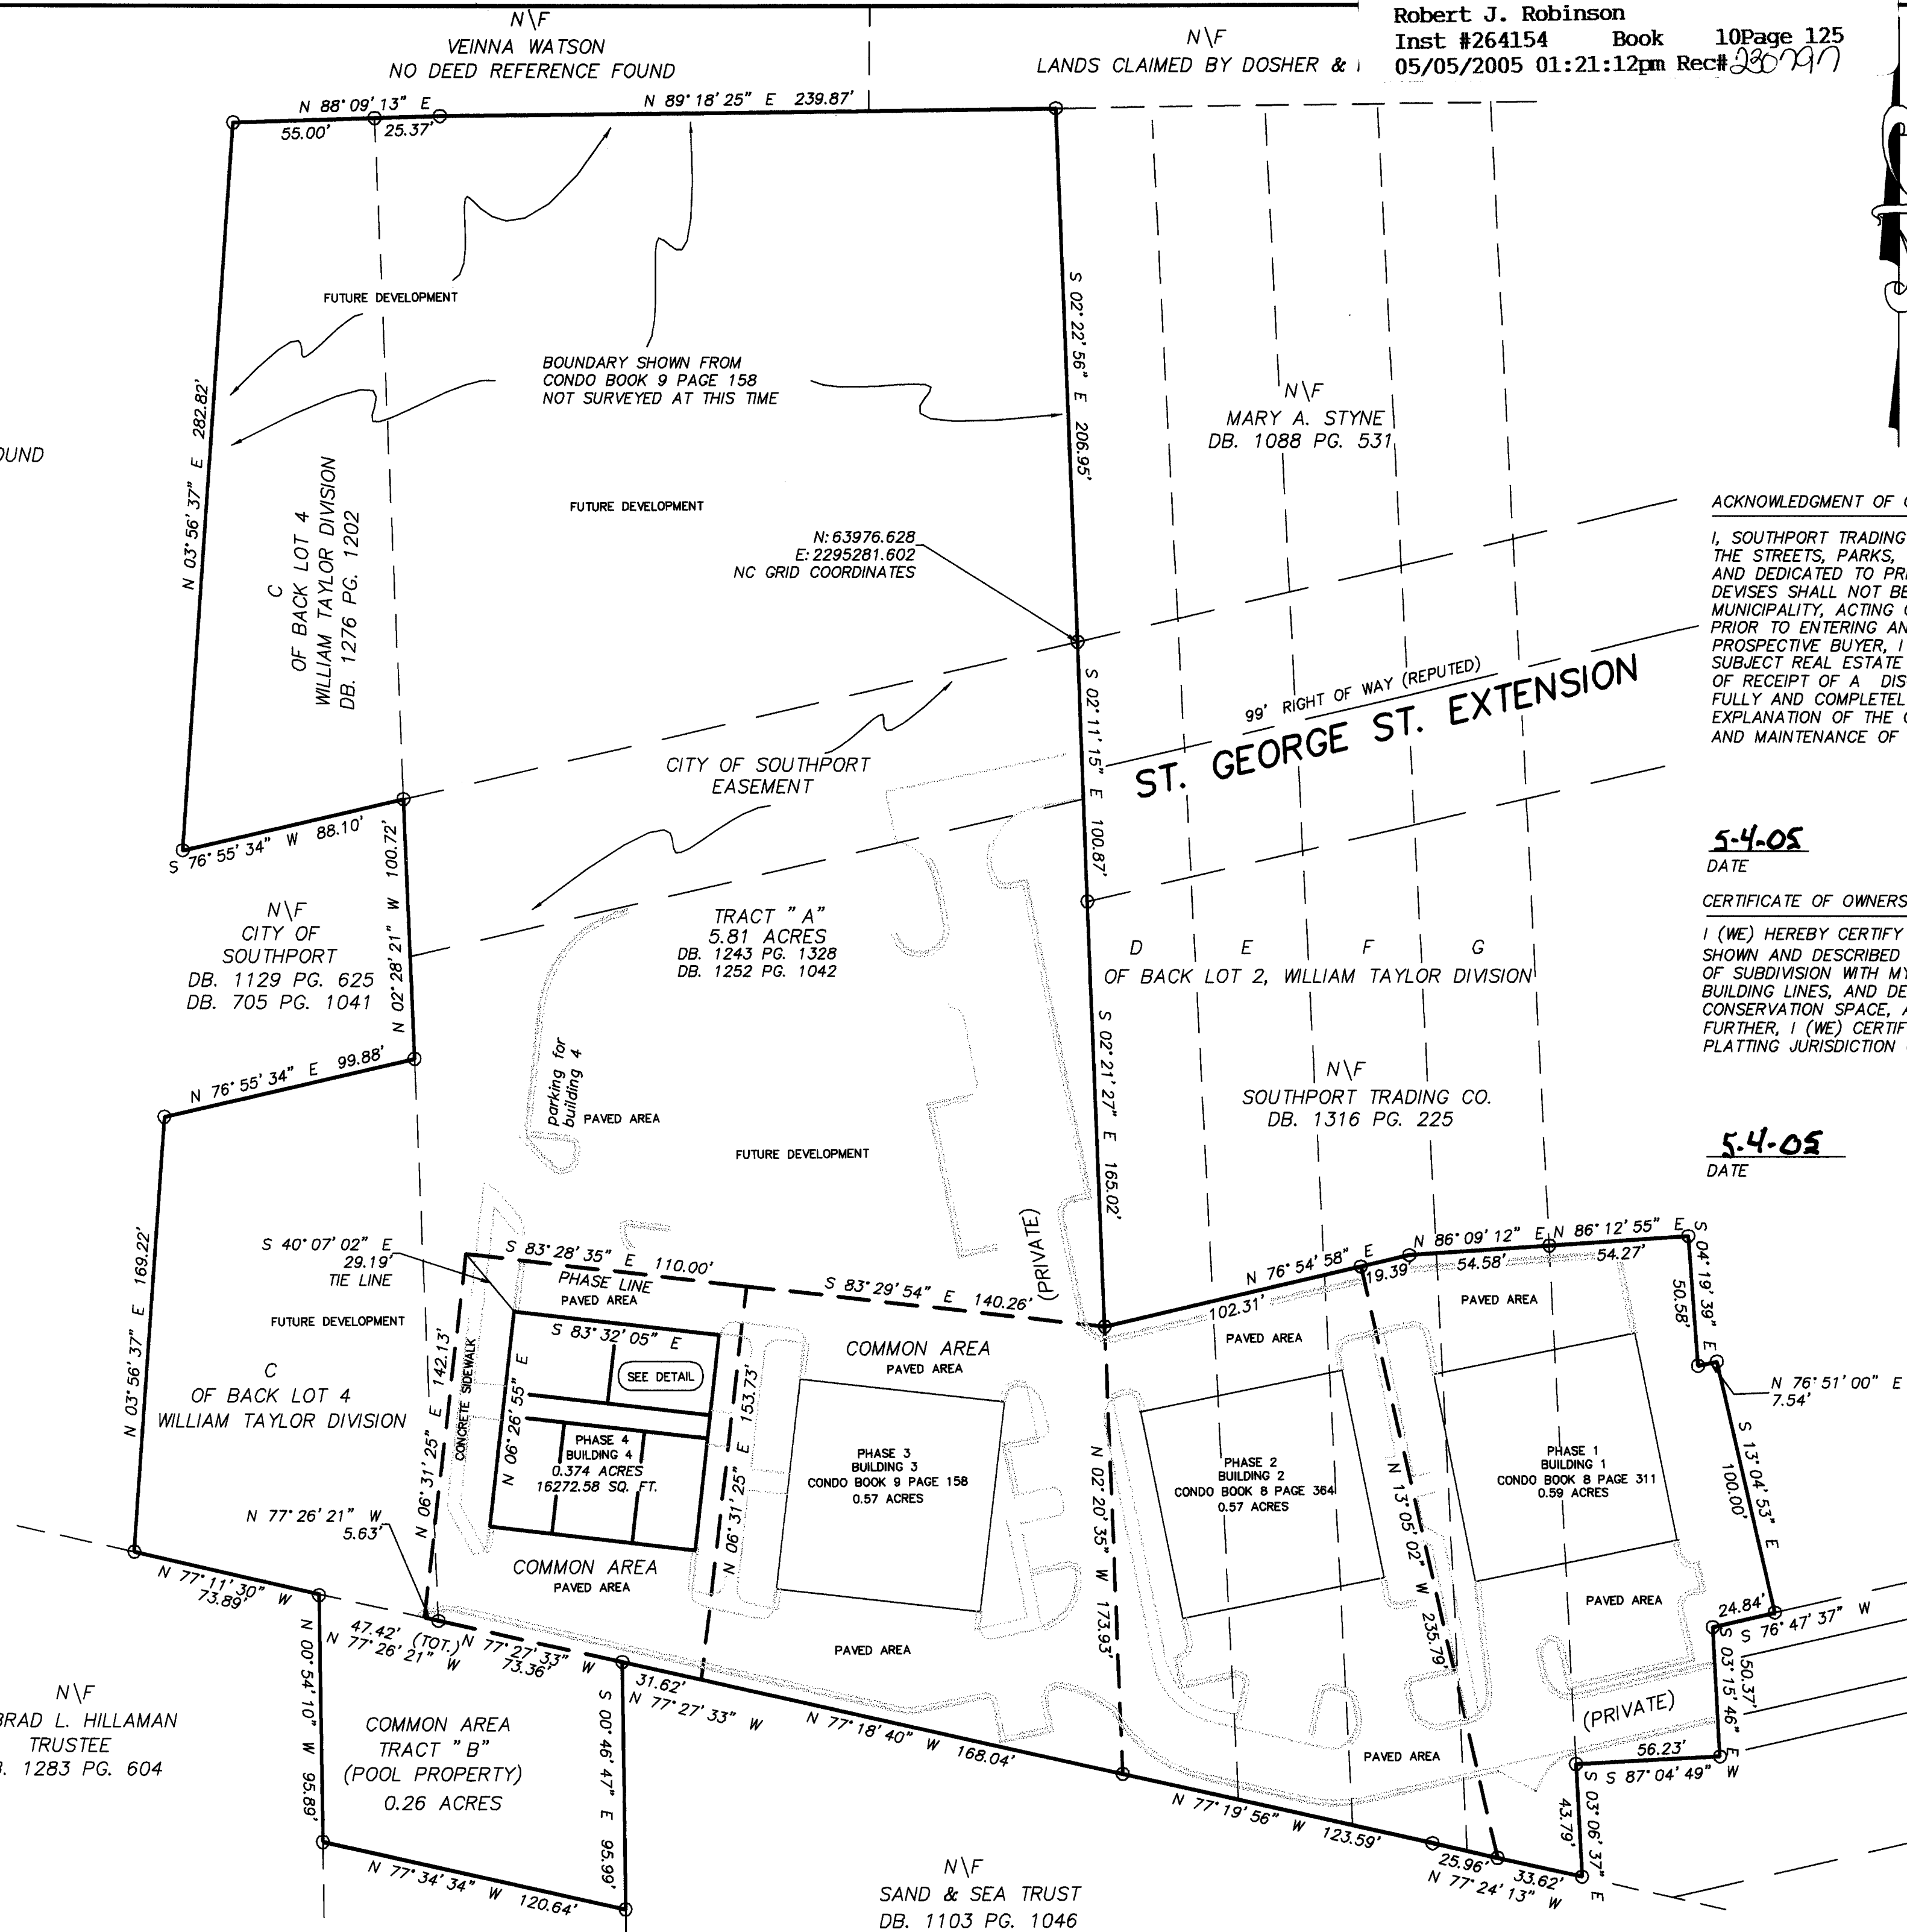 Robert J. Robinson
Inst #264154 Book 10Page 125
05/05/2005 01:21:12pm Rec# 230797
N\F
VEINNA WATSON
NO DEED REFERENCE FOUND
N\F
LANDS CLAIMED BY DOSHER &
N 88° 09' 13" E
55.00'
25.37'
N 89° 18' 25" E 239.87'
FUTURE DEVELOPMENT
BOUNDARY SHOWN FROM
CONDO BOOK 9 PAGE 158
NOT SURVEYED AT THIS TIME
S 02° 22' 56" E 206.95'
N\F
MARY A. STYNE
DB. 1088 PG. 531
OUND
N 03° 56' 37" E 282.82'
C
OF BACK LOT 4
WILLIAM TAYLOR DIVISION
DB. 1276 PG. 1202
FUTURE DEVELOPMENT
N: 63976.628
E: 2295281.602
NC GRID COORDINATES
ACKNOWLEDGMENT OF
I, SOUTHPORT TRADING
THE STREETS, PARKS,
AND DEDICATED TO PR
DEVISES SHALL NOT BE
MUNICIPALITY, ACTING
PRIOR TO ENTERING AN
PROSPECTIVE BUYER, I
SUBJECT REAL ESTATE
OF RECEIPT OF A DIS
FULLY AND COMPLETEL
EXPLANATION OF THE
AND MAINTENANCE OF
S 02° 11' 15" E 100.87'
99' RIGHT OF WAY (REPUTED)
ST. GEORGE ST. EXTENSION
CITY OF SOUTHPORT
EASEMENT
S 76° 55' 34" W 88.10'
N 02° 28' 21" W 100.72'
5-4-05
DATE
N\F
CITY OF
SOUTHPORT
DB. 1129 PG. 625
DB. 705 PG. 1041
TRACT "A"
5.81 ACRES
DB. 1243 PG. 1328
DB. 1252 PG. 1042
D E F G
OF BACK LOT 2, WILLIAM TAYLOR DIVISION
CERTIFICATE OF OWNERS
I (WE) HEREBY CERTIFY
SHOWN AND DESCRIBED
OF SUBDIVISION WITH MY
BUILDING LINES, AND DE
CONSERVATION SPACE, A
FURTHER, I (WE) CERTIF
PLATTING JURISDICTION
N 76° 55' 34" E 99.88'
parking for
building 4
PAVED AREA
S 02° 21' 27" E 165.02'
N\F
SOUTHPORT TRADING CO.
DB. 1316 PG. 225
FUTURE DEVELOPMENT
5-4-05
DATE
N 03° 56' 37" E 169.22'
S 40° 07' 02" E
29.19'
TIE LINE
S 83° 28' 35" E 110.00'
PHASE LINE
PAVED AREA
S 83° 29' 54" E 140.26'
(PRIVATE)
N 76° 54' 58" E
102.31'
19.39'
N 86° 09' 12" E
54.58'
N 86° 12' 55" E
54.27'
S 04° 19' 39" E
50.58'
N 76° 51' 00" E
7.54'
FUTURE DEVELOPMENT
C
OF BACK LOT 4
WILLIAM TAYLOR DIVISION
N 06° 31' 25" E 142.13'
CONCRETE SIDEWALK
S 83° 32' 05" E
SEE DETAIL
N 06° 26' 55" E
PHASE 4
BUILDING 4
0.374 ACRES
16272.58 SQ. FT.
N 06° 31' 25" E 153.73'
COMMON AREA
PAVED AREA
PHASE 3
BUILDING 3
CONDO BOOK 9 PAGE 158
0.57 ACRES
N 02° 20' 35" W 173.93'
PAVED AREA
PHASE 2
BUILDING 2
CONDO BOOK 8 PAGE 364
0.57 ACRES
N 13° 05' 02" W 235.79'
PAVED AREA
PHASE 1
BUILDING 1
CONDO BOOK 8 PAGE 311
0.59 ACRES
S 13° 04' 53" E
100.00'
N 77° 26' 21" W
5.63'
COMMON AREA
PAVED AREA
PAVED AREA
PAVED AREA
24.84'
S 76° 47' 37" W
S 03° 15' 46" E
50.37'
(PRIVATE)
PAVED AREA
56.23'
S 87° 04' 49" W
S 03° 06' 37" E
43.79'
N 77° 11' 30" W
73.89'
47.42' (TOT.)
N 77° 26' 21" W
N 77° 27' 33" W
73.36'
31.62'
N 77° 27' 33" W
N 77° 18' 40" W 168.04'
N 77° 19' 56" W 123.59'
25.96'
33.62'
N 77° 24' 13" W
N\F
BRAD L. HILLAMAN
TRUSTEE
. 1283 PG. 604
N 00° 54' 10" W 95.89'
COMMON AREA
TRACT "B"
(POOL PROPERTY)
0.26 ACRES
S 00° 46' 47" E 95.99'
N 77° 34' 34" W 120.64'
N\F
SAND & SEA TRUST
DB. 1103 PG. 1046